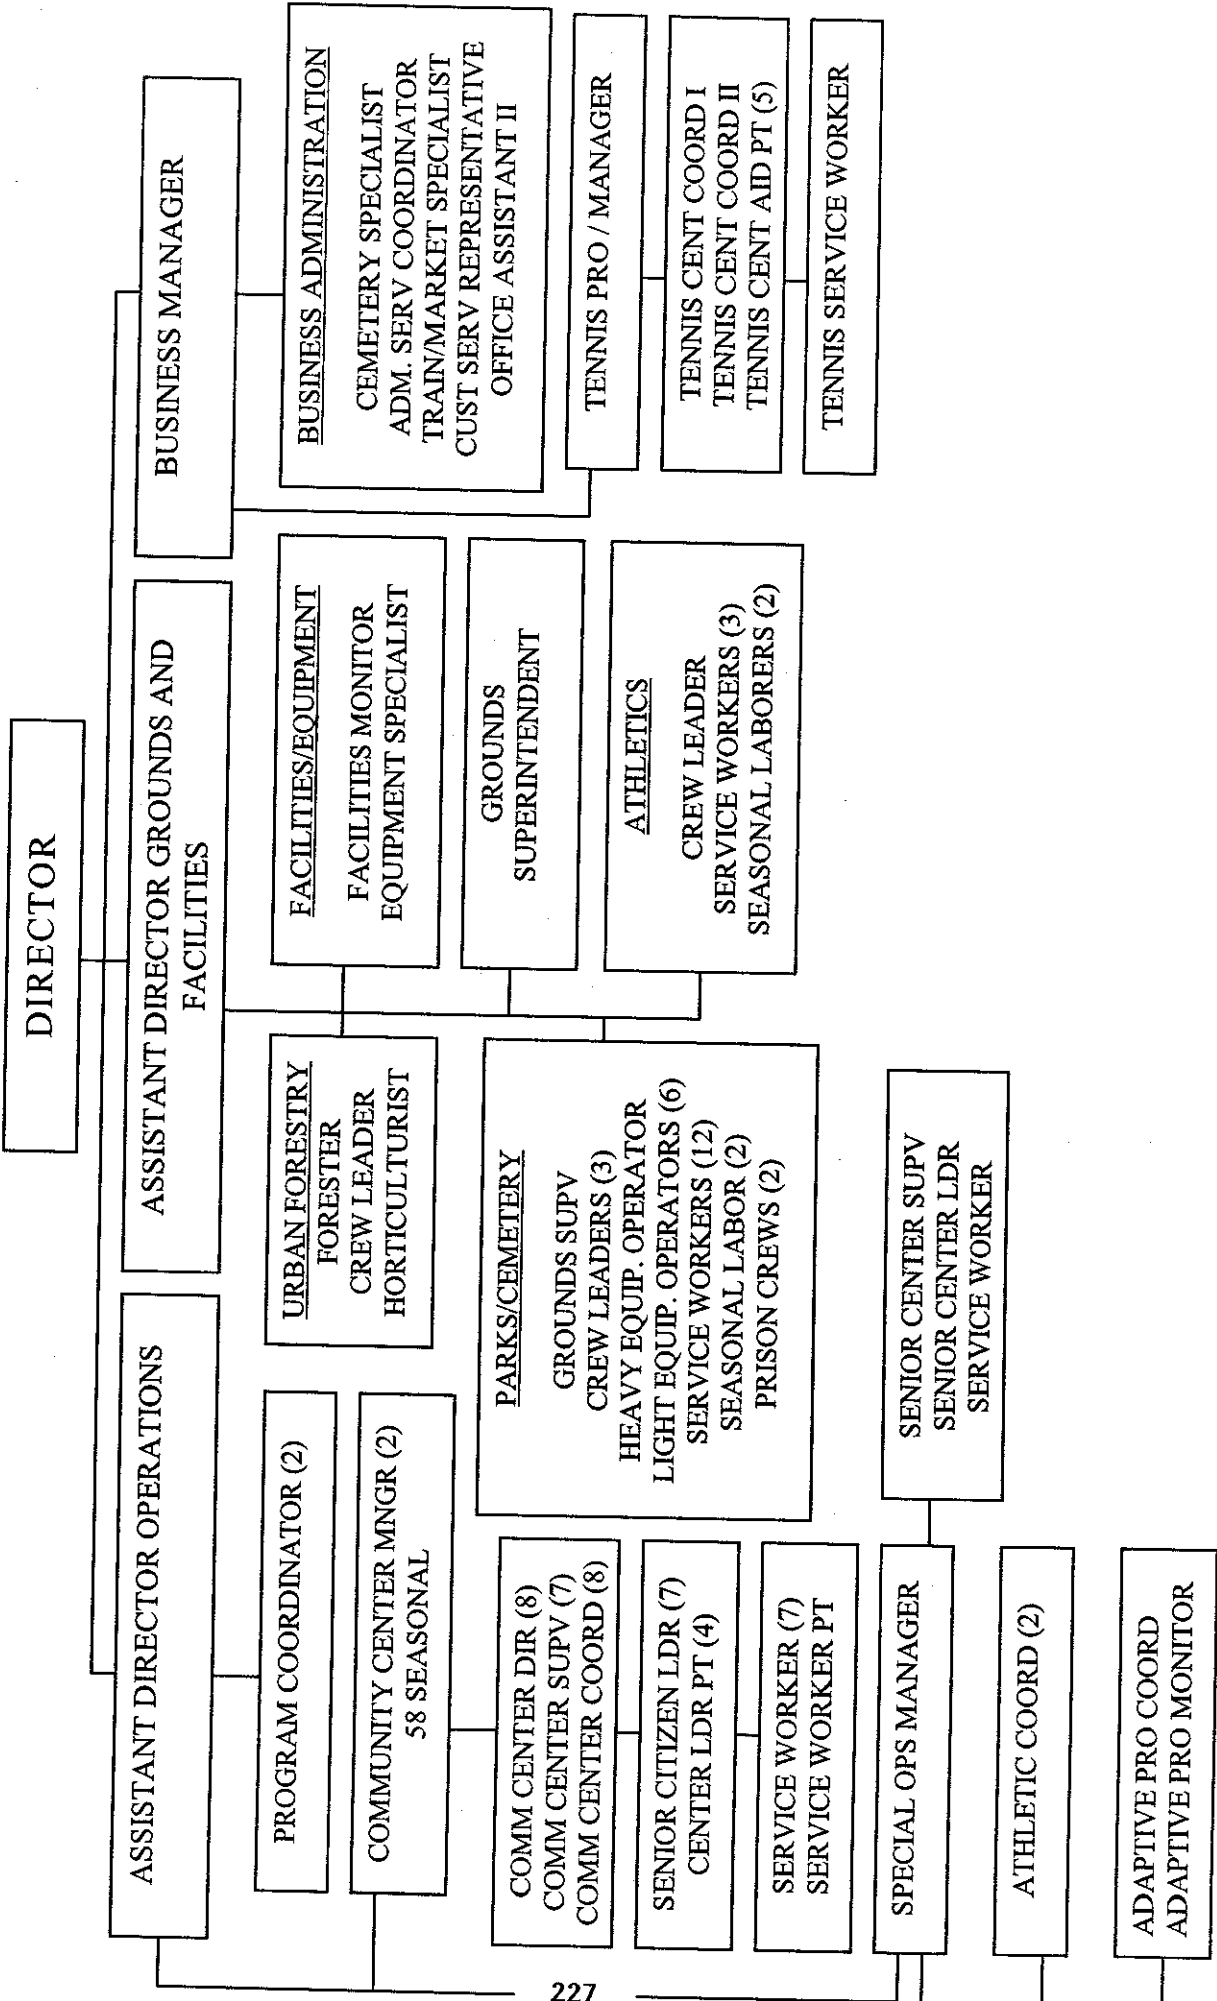 DIRECTOR
ASSISTANT DIRECTOR OPERATIONS
ASSISTANT DIRECTOR GROUNDS AND
FACILITIES
BUSINESS MANAGER
PROGRAM COORDINATOR (2)
COMMUNITY CENTER MNGR (2)
58 SEASONAL
COMM CENTER DIR (8)
COMM CENTER SUPV (7)
COMM CENTER COORD (8)
SENIOR CITIZEN LDR (7)
CENTER LDR PT (4)
SERVICE WORKER (7)
SERVICE WORKER PT
SPECIAL OPS MANAGER
SENIOR CENTER SUPV
SENIOR CENTER LDR
SERVICE WORKER
ATHLETIC COORD (2)
ADAPTIVE PRO COORD
ADAPTIVE PRO MONITOR
URBAN FORESTRY
FORESTER
CREW LEADER
HORTICULTURIST
PARKS/CEMETERY
GROUNDS SUPV
CREW LEADERS (3)
HEAVY EQUIP. OPERATOR
LIGHT EQUIP. OPERATORS (6)
SERVICE WORKERS (12)
SEASONAL LABOR (2)
PRISON CREWS (2)
FACILITIES/EQUIPMENT
FACILITIES MONITOR
EQUIPMENT SPECIALIST
GROUNDS
SUPERINTENDENT
ATHLETICS
CREW LEADER
SERVICE WORKERS (3)
SEASONAL LABORERS (2)
BUSINESS ADMINISTRATION
CEMETERY SPECIALIST
ADM. SERV COORDINATOR
TRAIN/MARKET SPECIALIST
CUST SERV REPRESENTATIVE
OFFICE ASSISTANT II
TENNIS PRO / MANAGER
TENNIS CENT COORD I
TENNIS CENT COORD II
TENNIS CENT AID PT (5)
TENNIS SERVICE WORKER
227